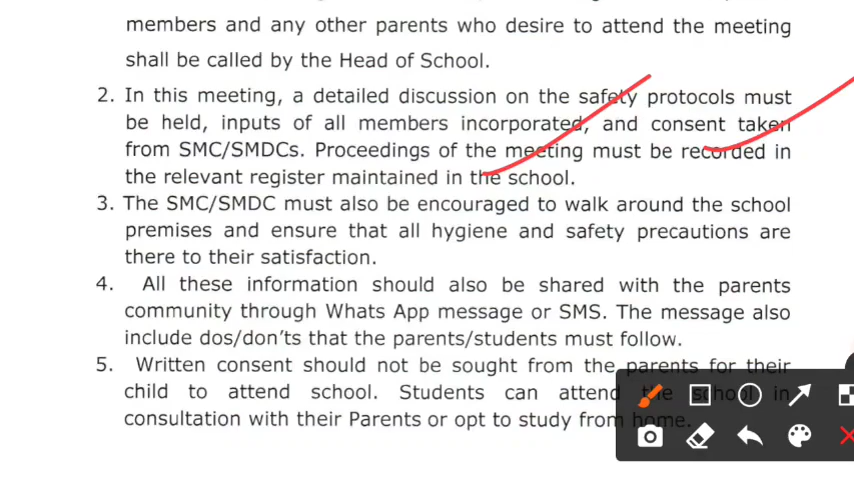 members and any other parents who desire to attend the meeting
shall be called by the Head of School.
2. In this meeting, a detailed discussion on the safety protocols must
be held, inputs of all members incorporated, and consent taken
from SMC/SMDCs. Proceedings of the meeting must be recorded in
the relevant register maintained in the school.
3. The SMC/SMDC must also be encouraged to walk around the school
premises and ensure that all hygiene and safety precautions are
there to their satisfaction.
4. All these information should also be shared with the parents
community through Whats App message or SMS. The message also
include dos/don'ts that the parents/students must follow.
5. Written consent should not be sought from the parents for their
child to attend school. Students can attend the school in
consultation with their Parents or opt to study from home.